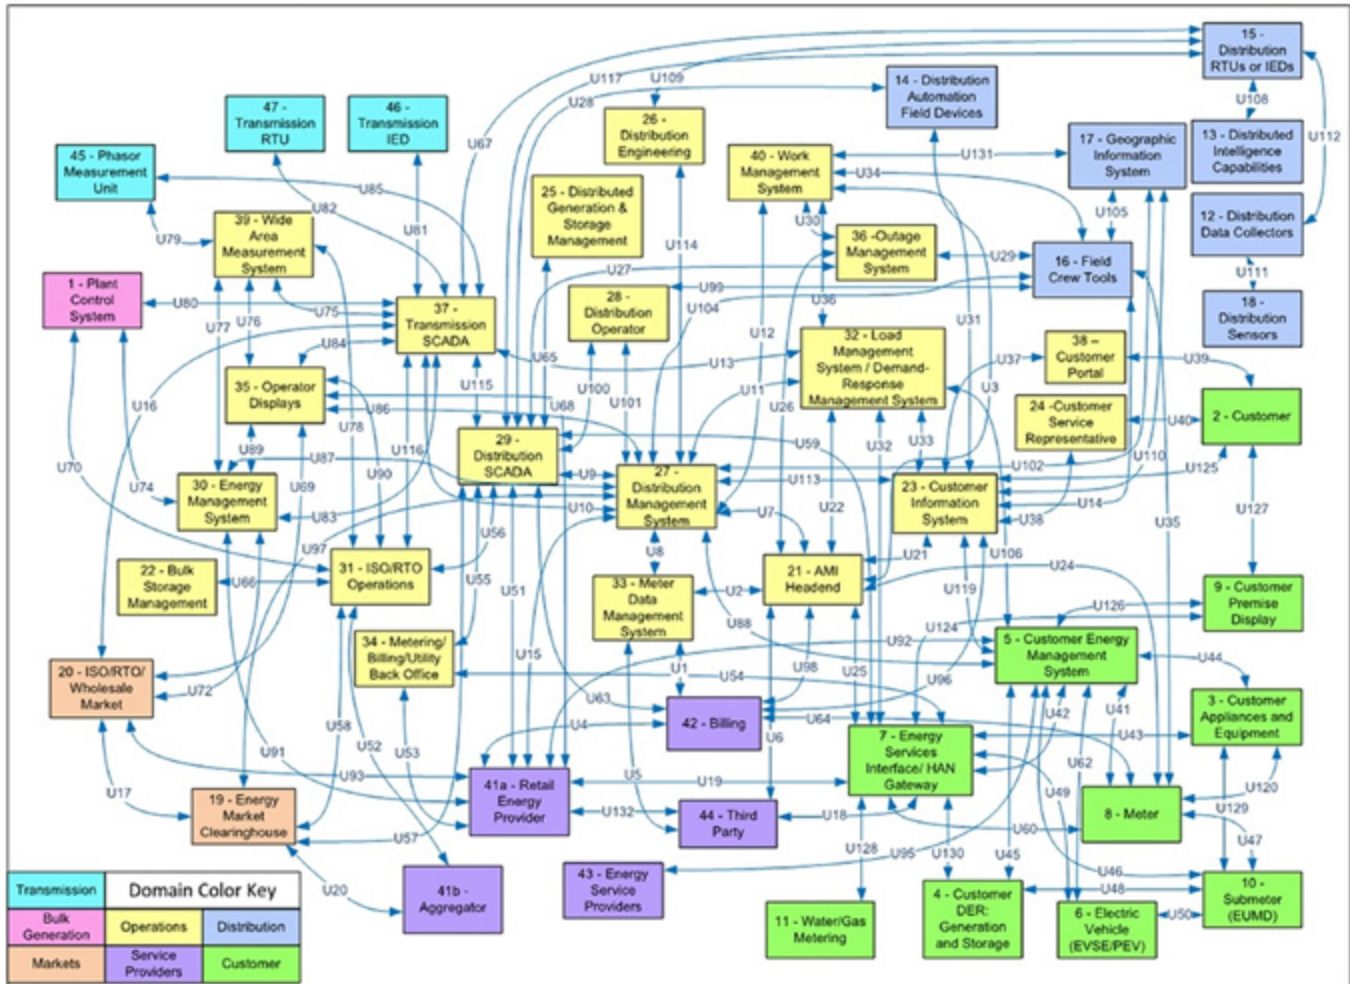 15 -
Distribution
RTUs or IEDs
U109
U117
14 - Distribution
Automation
Field Devices
U28
U108
47 -
Transmission
RTU
46 -
Transmission
IED
26 -
Distribution
Engineering
U67
13 - Distributed
Intelligence
Capabilities
U112
17 - Geographic
Information
System
40 - Work
Management
System
U131
45 - Phasor
Measurement
Unit
U34
U85
25 - Distributed
Generation &
Storage
Management
U82
U81
U79
39 - Wide
Area
Measurement
System
U30
U105
12 - Distribution
Data Collectors
36 -Outage
Management
System
U114
U29
16 - Field
Crew Tools
U27
U111
1 - Plant
Control
System
U80
U99
28 -
Distribution
Operator
U104
U36
18 -
Distribution
Sensors
37 -
Transmission
SCADA
U75
U77
U76
U12
U31
32 - Load
Management
System / Demand-
Response
Management System
38 –
Customer
Portal
U84
U65
U13
U37
U39
35 - Operator
Displays
U115
U100
U101
U11
U3
U16
U86
U68
U26
24 -Customer
Service
Representative
2 - Customer
U78
U40
29 -
Distribution
SCADA
U59
U32
U33
U89
U87
U116
U70
U90
U9
27 -
Distribution
Management
System
U102
U110
U125
U74
U69
U113
23 - Customer
Information
System
30 - Energy
Management
System
U10
U22
U14
U127
U83
U7
U38
U35
U56
U97
U8
U21
U106
31 - ISO/RTO
Operations
21 - AMI
Headend
U24
22 - Bulk
Storage
Management
U66
U55
U51
33 - Meter
Data
Management
System
U2
U119
9 - Customer
Premise
Display
U126
U88
U124
34 - Metering/
Billing/Utility
Back Office
U15
U92
5 - Customer Energy
Management
System
U1
U98
U25
U44
20 - ISO/RTO/
Wholesale
Market
U72
U54
U96
U63
3 - Customer
Appliances and
Equipment
42 - Billing
U64
U41
U42
U4
U58
U52
U53
U6
7 - Energy
Services
Interface/ HAN
Gateway
U43
U91
U62
U93
U5
U19
41a - Retail
Energy
Provider
U17
U49
U120
19 - Energy
Market
Clearinghouse
U132
44 - Third
Party
U18
8 - Meter
U129
U60
U57
U128
U95
U130
U45
U47
U46
43 - Energy
Service
Providers
U20
41b -
Aggregator
U48
10 -
Submeter
(EUMD)
4 - Customer
DER:
Generation
and Storage
6 - Electric
Vehicle
(EVSE/PEV)
U50
11 - Water/Gas
Metering
Transmission
Domain Color Key
Bulk
Generation
Operations
Distribution
Markets
Service
Providers
Customer